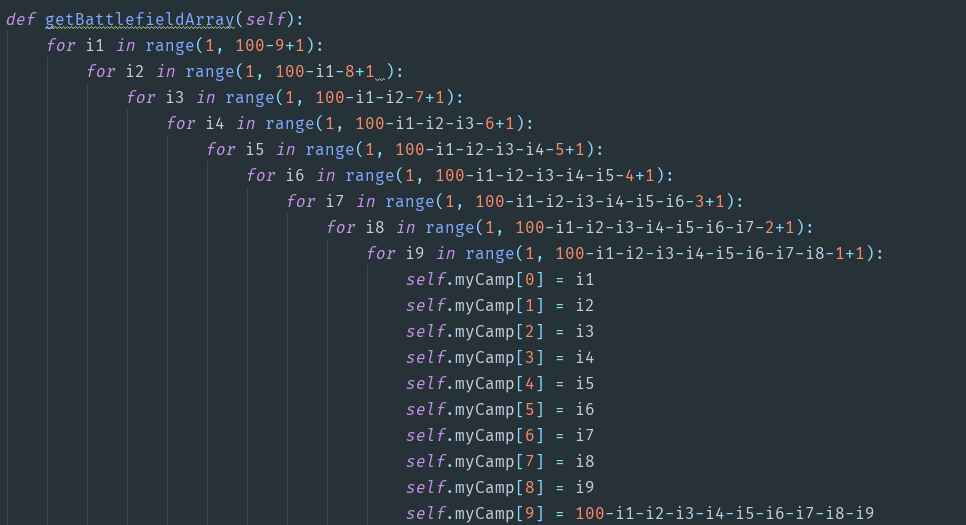 def getBattlefieldArray(self):
    for i1 in range(1, 100-9+1):
        for i2 in range(1, 100-i1-8+1 ):
            for i3 in range(1, 100-i1-i2-7+1):
                for i4 in range(1, 100-i1-i2-i3-6+1):
                    for i5 in range(1, 100-i1-i2-i3-i4-5+1):
                        for i6 in range(1, 100-i1-i2-i3-i4-i5-4+1):
                            for i7 in range(1, 100-i1-i2-i3-i4-i5-i6-3+1):
                                for i8 in range(1, 100-i1-i2-i3-i4-i5-i6-i7-2+1):
                                    for i9 in range(1, 100-i1-i2-i3-i4-i5-i6-i7-i8-1+1):
                                        self.myCamp[0] = i1
                                        self.myCamp[1] = i2
                                        self.myCamp[2] = i3
                                        self.myCamp[3] = i4
                                        self.myCamp[4] = i5
                                        self.myCamp[5] = i6
                                        self.myCamp[6] = i7
                                        self.myCamp[7] = i8
                                        self.myCamp[8] = i9
                                        self.myCamp[9] = 100-i1-i2-i3-i4-i5-i6-i7-i8-i9